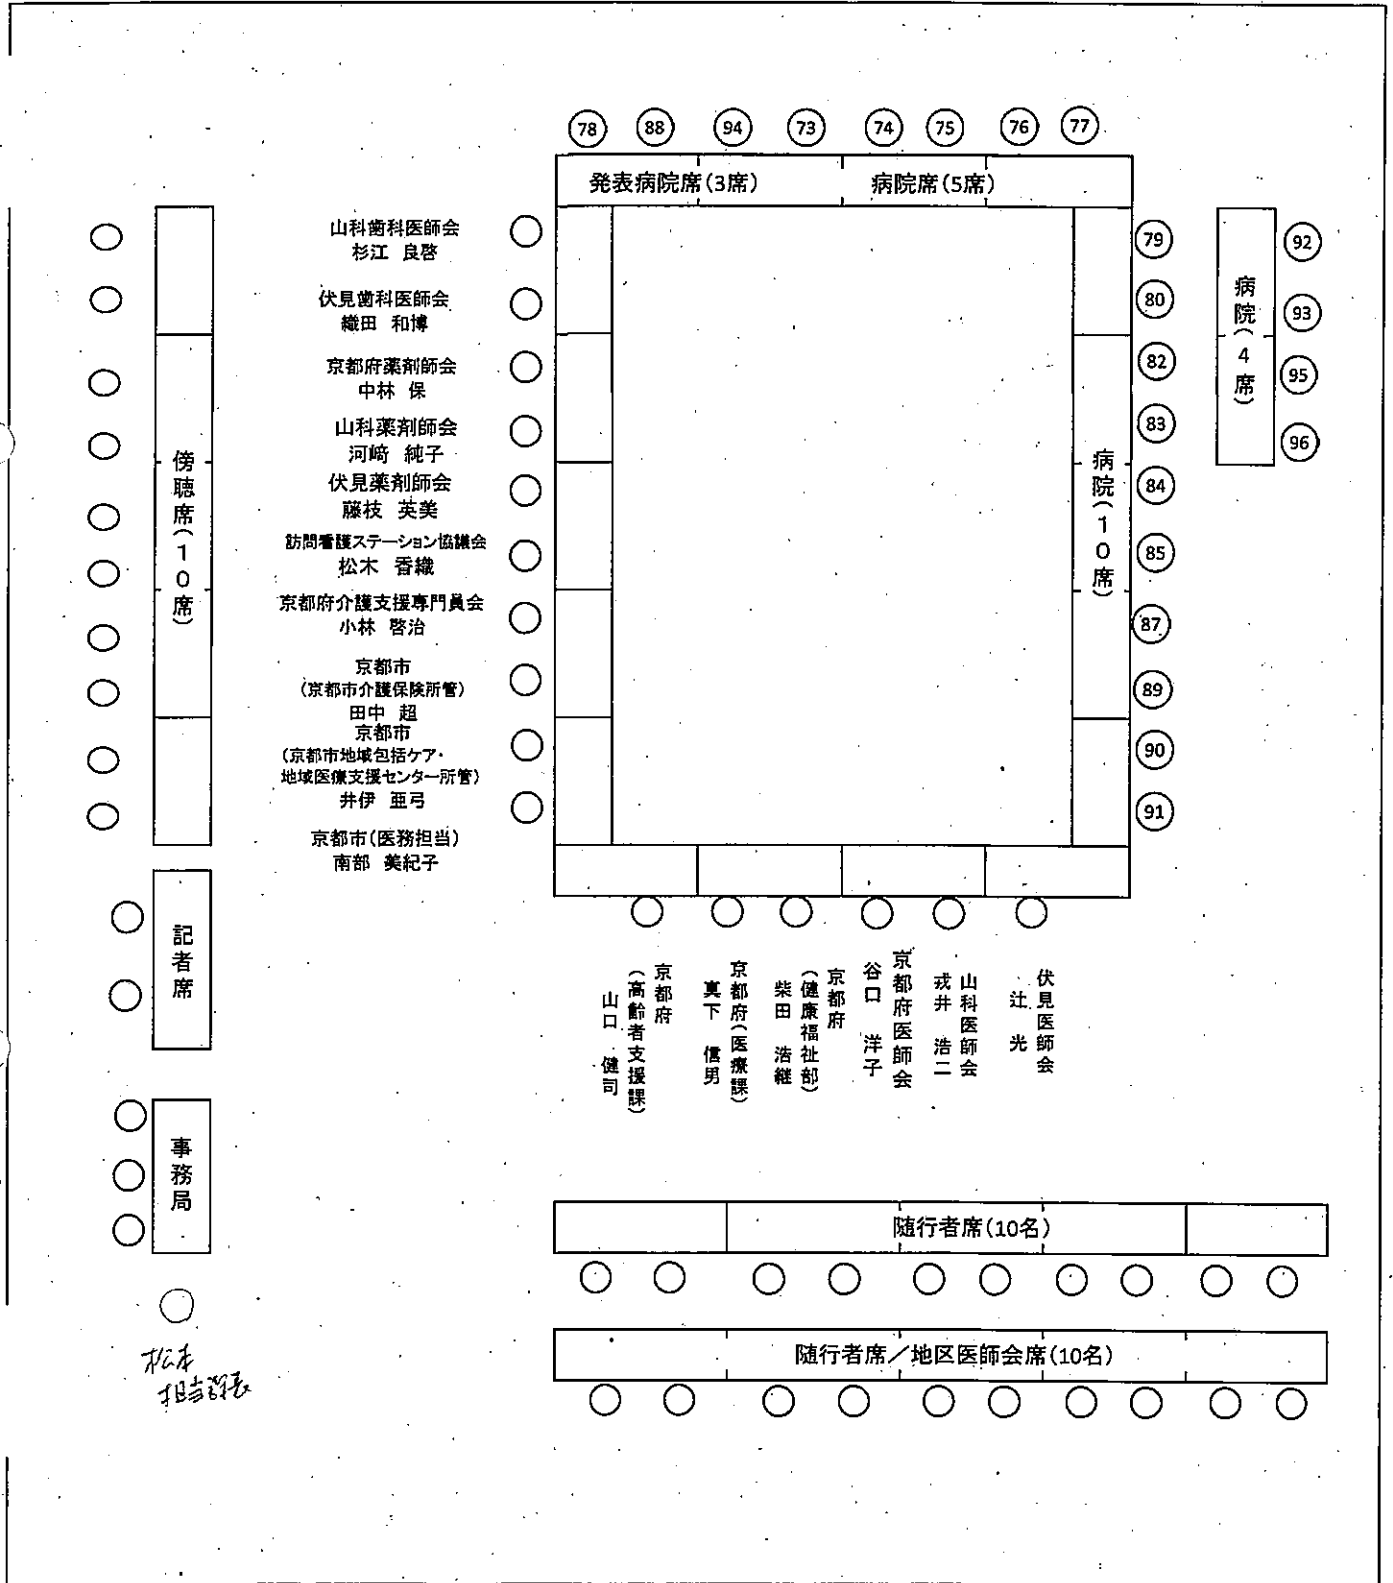 78 88 94 73 74 75 76 77
発表病院席(3席)
病院席(5席)
山科歯科医師会
杉江 良啓
伏見歯科医師会
織田 和博
京都府薬剤師会
中林 保
山科薬剤師会
河﨑 純子
伏見薬剤師会
藤枝 英美
訪問看護ステーション協議会
松木 香織
京都府介護支援専門員会
小林 啓治
京都市
(京都市介護保険所管)
田中 超
京都市
(京都市地域包括ケア・
地域医療支援センター所管)
井伊 亜弓
京都市(医務担当)
南部 美紀子
傍聴席(10席)
記者席
事務局
松本
79
80
82
83
84
85
87
89
90
91
病院(10席)
病院(4席)
92
93
95
96
伏見医師会
辻 光
山科医師会
戎井 浩二
京都府医師会
谷口 洋子
京都府
(健康福祉部)
柴田 浩継
京都府(医療課)
真下 信男
京都府
(高齢者支援課)
山口 健司
随行者席(10名)
随行者席/地区医師会席(10名)